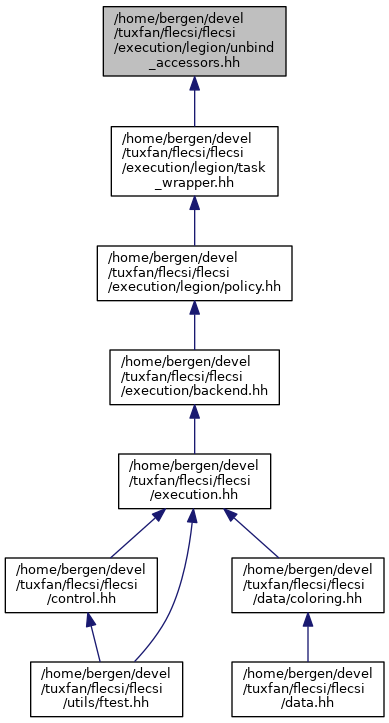 /home/bergen/devel
/tuxfan/flecsi/flecsi
/execution/legion/unbind
_accessors.hh
/home/bergen/devel
/tuxfan/flecsi/flecsi
/execution/legion/task
_wrapper.hh
/home/bergen/devel
/tuxfan/flecsi/flecsi
/execution/legion/policy.hh
/home/bergen/devel
/tuxfan/flecsi/flecsi
/execution/backend.hh
/home/bergen/devel
/tuxfan/flecsi/flecsi
/execution.hh
/home/bergen/devel
/tuxfan/flecsi/flecsi
/control.hh
/home/bergen/devel
/tuxfan/flecsi/flecsi
/data/coloring.hh
/home/bergen/devel
/tuxfan/flecsi/flecsi
/utils/ftest.hh
/home/bergen/devel
/tuxfan/flecsi/flecsi
/data.hh